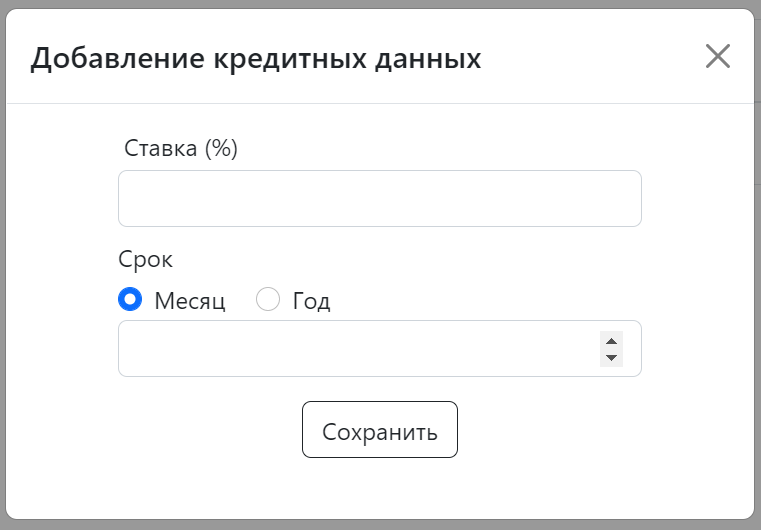 Добавление кредитных данных
Ставка (%)
Срок
Месяц Год
Сохранить